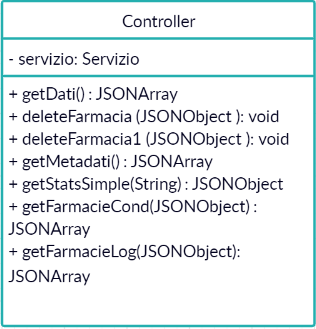 Controller
- servizio: Servizio
+ getDati() : JSONArray
+ deleteFarmacia (JSONObject ): void
+ deleteFarmacia1 (JSONObject ): void
+ getMetadati() : JSONArray
+ getStatsSimple(String) : JSONObject
+ getFarmacieCond(JSONObject) :
JSONArray
+ getFarmacieLog(JSONObject):
JSONArray